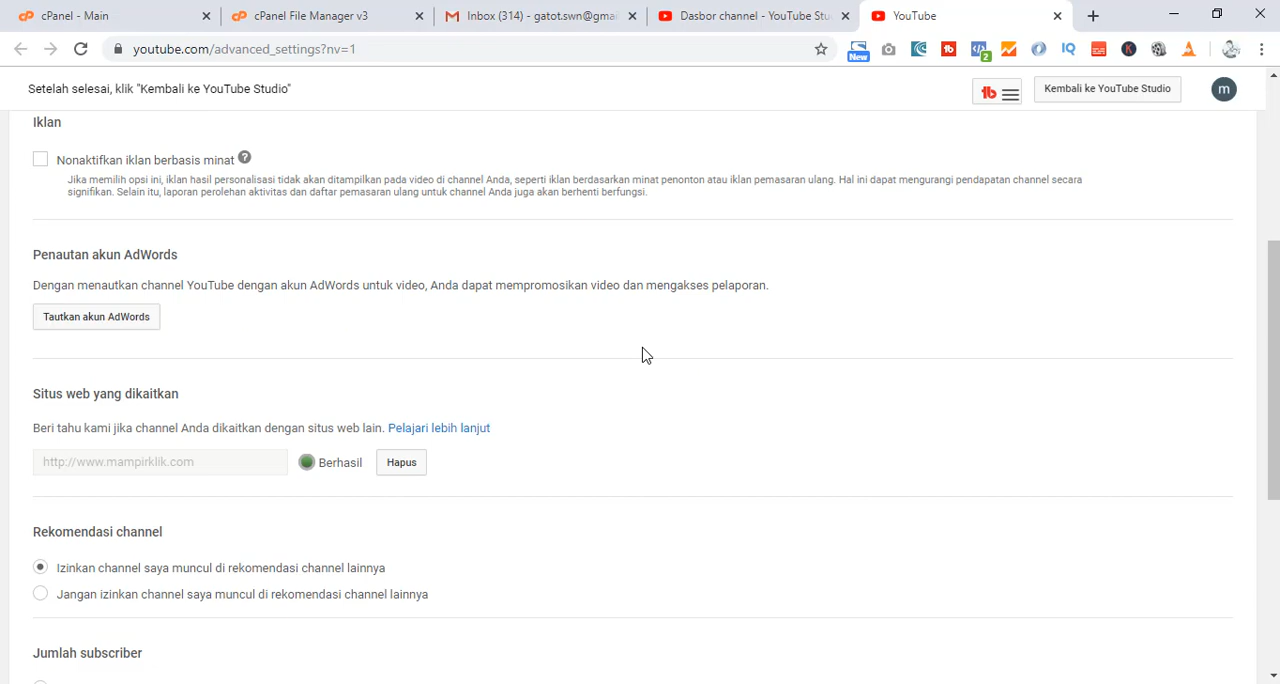 cPanel - Main
cPanel File Manager v3
Inbox (314) - gatot.swn@gmai
Dasbor channel - YouTube Stu
YouTube
youtube.com/advanced_settings?nv=1
New
tb
2
IQ
K
Setelah selesai, klik "Kembali ke YouTube Studio"
tb
Kembali ke YouTube Studio
m
Iklan
Nonaktifkan iklan berbasis minat ?
Jika memilih opsi ini, iklan hasil personalisasi tidak akan ditampilkan pada video di channel Anda, seperti iklan berdasarkan minat penonton atau iklan pemasaran ulang. Hal ini dapat mengurangi pendapatan channel secara
signifikan. Selain itu, laporan perolehan aktivitas dan daftar pemasaran ulang untuk channel Anda juga akan berhenti berfungsi.
Penautan akun AdWords
Dengan menautkan channel YouTube dengan akun AdWords untuk video, Anda dapat mempromosikan video dan mengakses pelaporan.
Tautkan akun AdWords
Situs web yang dikaitkan
Beri tahu kami jika channel Anda dikaitkan dengan situs web lain. Pelajari lebih lanjut
http://www.mampirklik.com
Berhasil
Hapus
Rekomendasi channel
Izinkan channel saya muncul di rekomendasi channel lainnya
Jangan izinkan channel saya muncul di rekomendasi channel lainnya
Jumlah subscriber